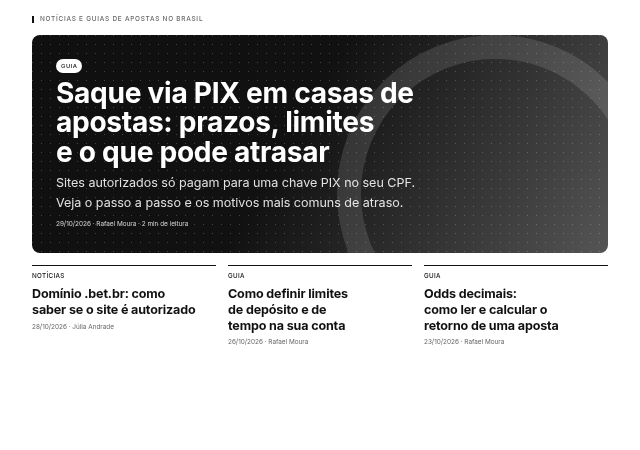 NOTÍCIAS E GUIAS DE APOSTAS NO BRASIL
GUIA
Saque via PIX em casas de
apostas: prazos, limites
e o que pode atrasar
Sites autorizados só pagam para uma chave PIX no seu CPF.
Veja o passo a passo e os motivos mais comuns de atraso.
29/10/2026 · Rafael Moura · 2 min de leitura
NOTÍCIAS
Domínio .bet.br: como
saber se o site é autorizado
28/10/2026 · Júlia Andrade
GUIA
Como definir limites
de depósito e de
tempo na sua conta
26/10/2026 · Rafael Moura
GUIA
Odds decimais:
como ler e calcular o
retorno de uma aposta
23/10/2026 · Rafael Moura